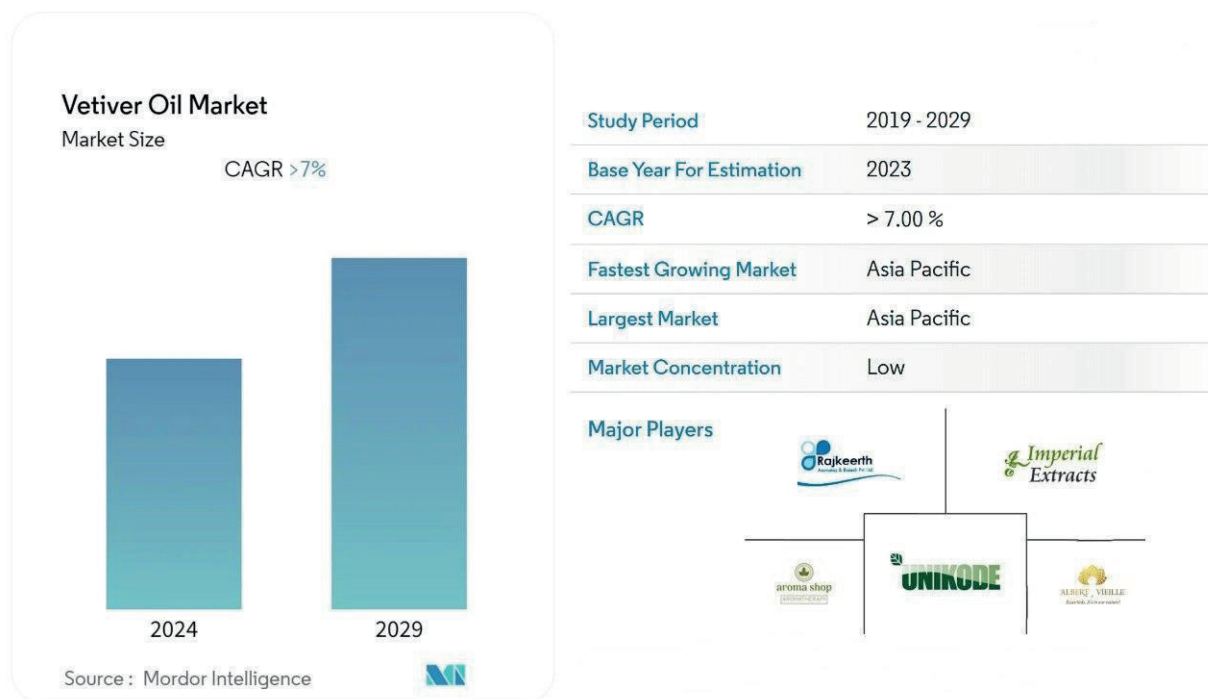 Vetiver Oil Market
Market Size
CAGR >7%
2024
2029
Source : Mordor Intelligence
Study Period 2019 - 2029
Base Year For Estimation 2023
CAGR > 7.00 %
Fastest Growing Market Asia Pacific
Largest Market Asia Pacific
Market Concentration Low
Major Players
Rajkeerth
Imperial
Extracts
aroma shop
UNIKODE
ALBERT VIEILLE